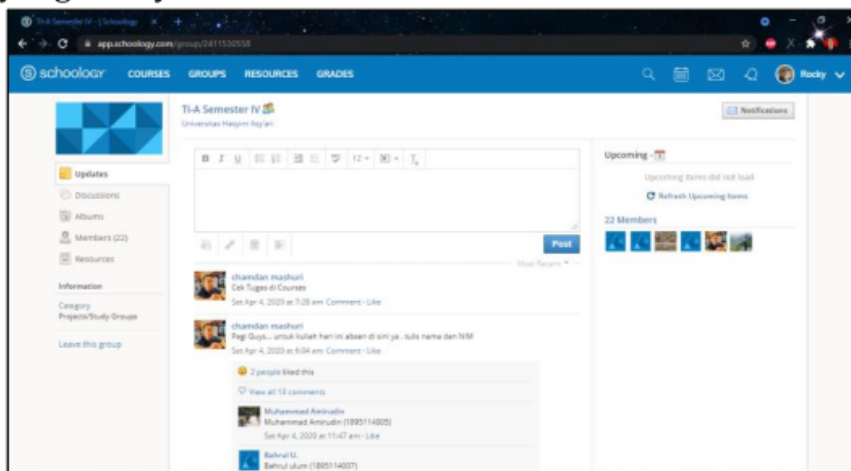 TI-A Semester IV - | Schoology
app.schoology.com/group/2411530558
schoology COURSES GROUPS RESOURCES GRADES Rocky
TI-A Semester IV
Universitas Hasyim Asy'ari
Notifications
Updates
Discussions
Albums
Members (22)
Resources
Information
Category
Projects/Study Groups
Leave this group
B I U 12
Post
Most Recent
chamdan mashuri
Cek Tugas di Courses
Sat Apr 4, 2020 at 7:28 am Comment · Like
chamdan mashuri
Pagi Guys... untuk kuliah hari ini absen di sini ya . tulis nama dan NIM
Sat Apr 4, 2020 at 6:04 am Comment · Like
2 people liked this
View all 13 comments
Muhammad Amirudin
Muhammad Amirudin (1895114005)
Sat Apr 4, 2020 at 11:47 am · Like
Bahrul U.
Bahrul ulum (1895114007)
Upcoming ·
Upcoming items did not load
Refresh Upcoming Items
22 Members